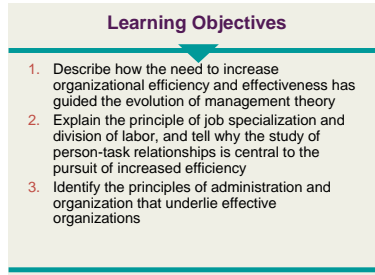 Learning Objectives
1. Describe how the need to increase
organizational efficiency and effectiveness has
guided the evolution of management theory
2. Explain the principle of job specialization and
division of labor, and tell why the study of
person-task relationships is central to the
pursuit of increased efficiency
3. Identify the principles of administration and
organization that underlie effective
organizations